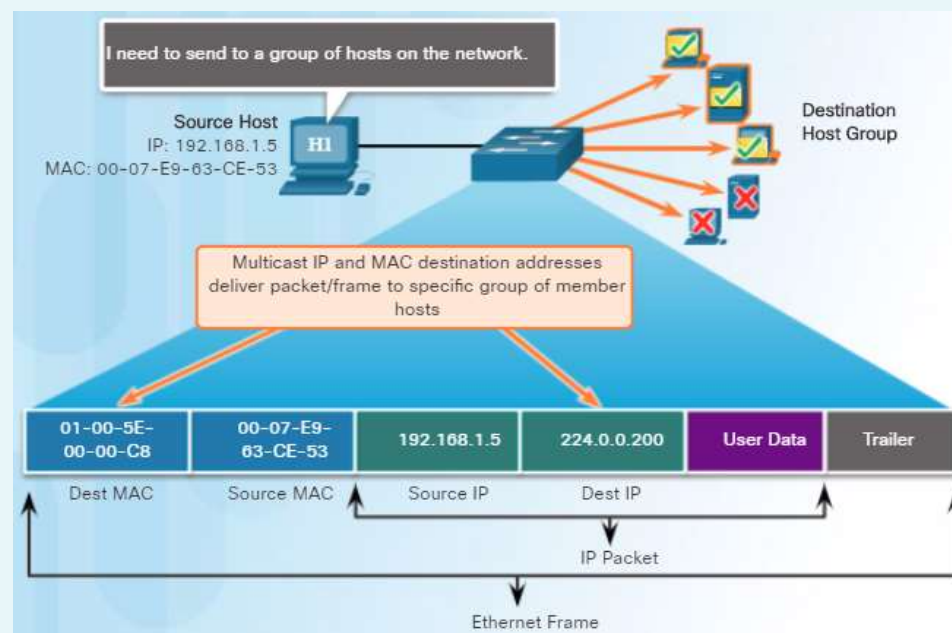 I need to send to a group of hosts on the network.
Source Host
IP: 192.168.1.5
MAC: 00-07-E9-63-CE-53
H1
Destination
Host Group
Multicast IP and MAC destination addresses
deliver packet/frame to specific group of member
hosts
01-00-5E-
00-00-C8
00-07-E9-
63-CE-53
192.168.1.5
224.0.0.200
User Data
Trailer
Dest MAC
Source MAC
Source IP
Dest IP
IP Packet
Ethernet Frame